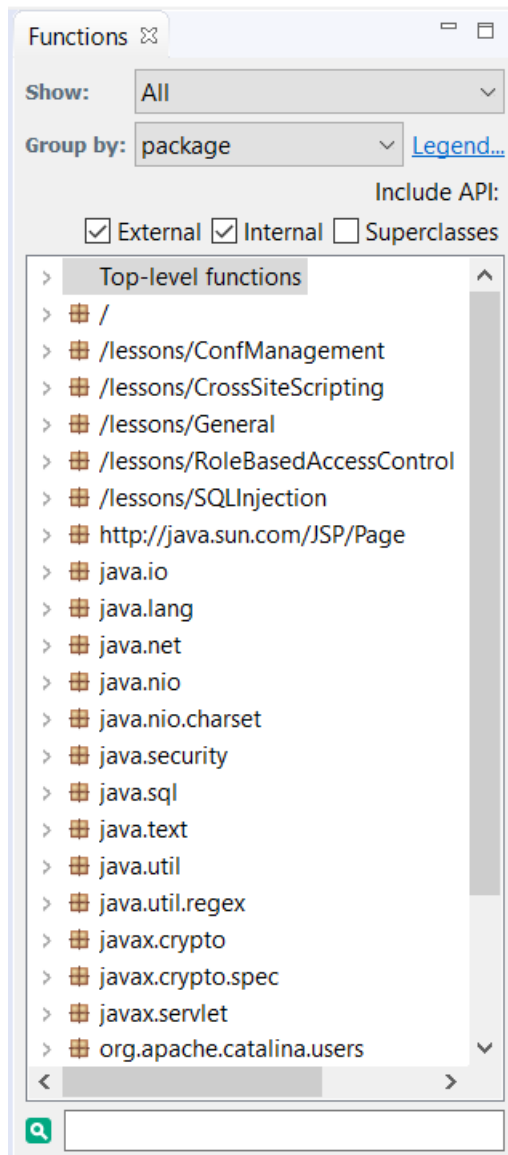 Functions
Show: All
Group by: package Legend...
Include API:
External Internal Superclasses
Top-level functions
/
/lessons/ConfManagement
/lessons/CrossSiteScripting
/lessons/General
/lessons/RoleBasedAccessControl
/lessons/SQLInjection
http://java.sun.com/JSP/Page
java.io
java.lang
java.net
java.nio
java.nio.charset
java.security
java.sql
java.text
java.util
java.util.regex
javax.crypto
javax.crypto.spec
javax.servlet
org.apache.catalina.users